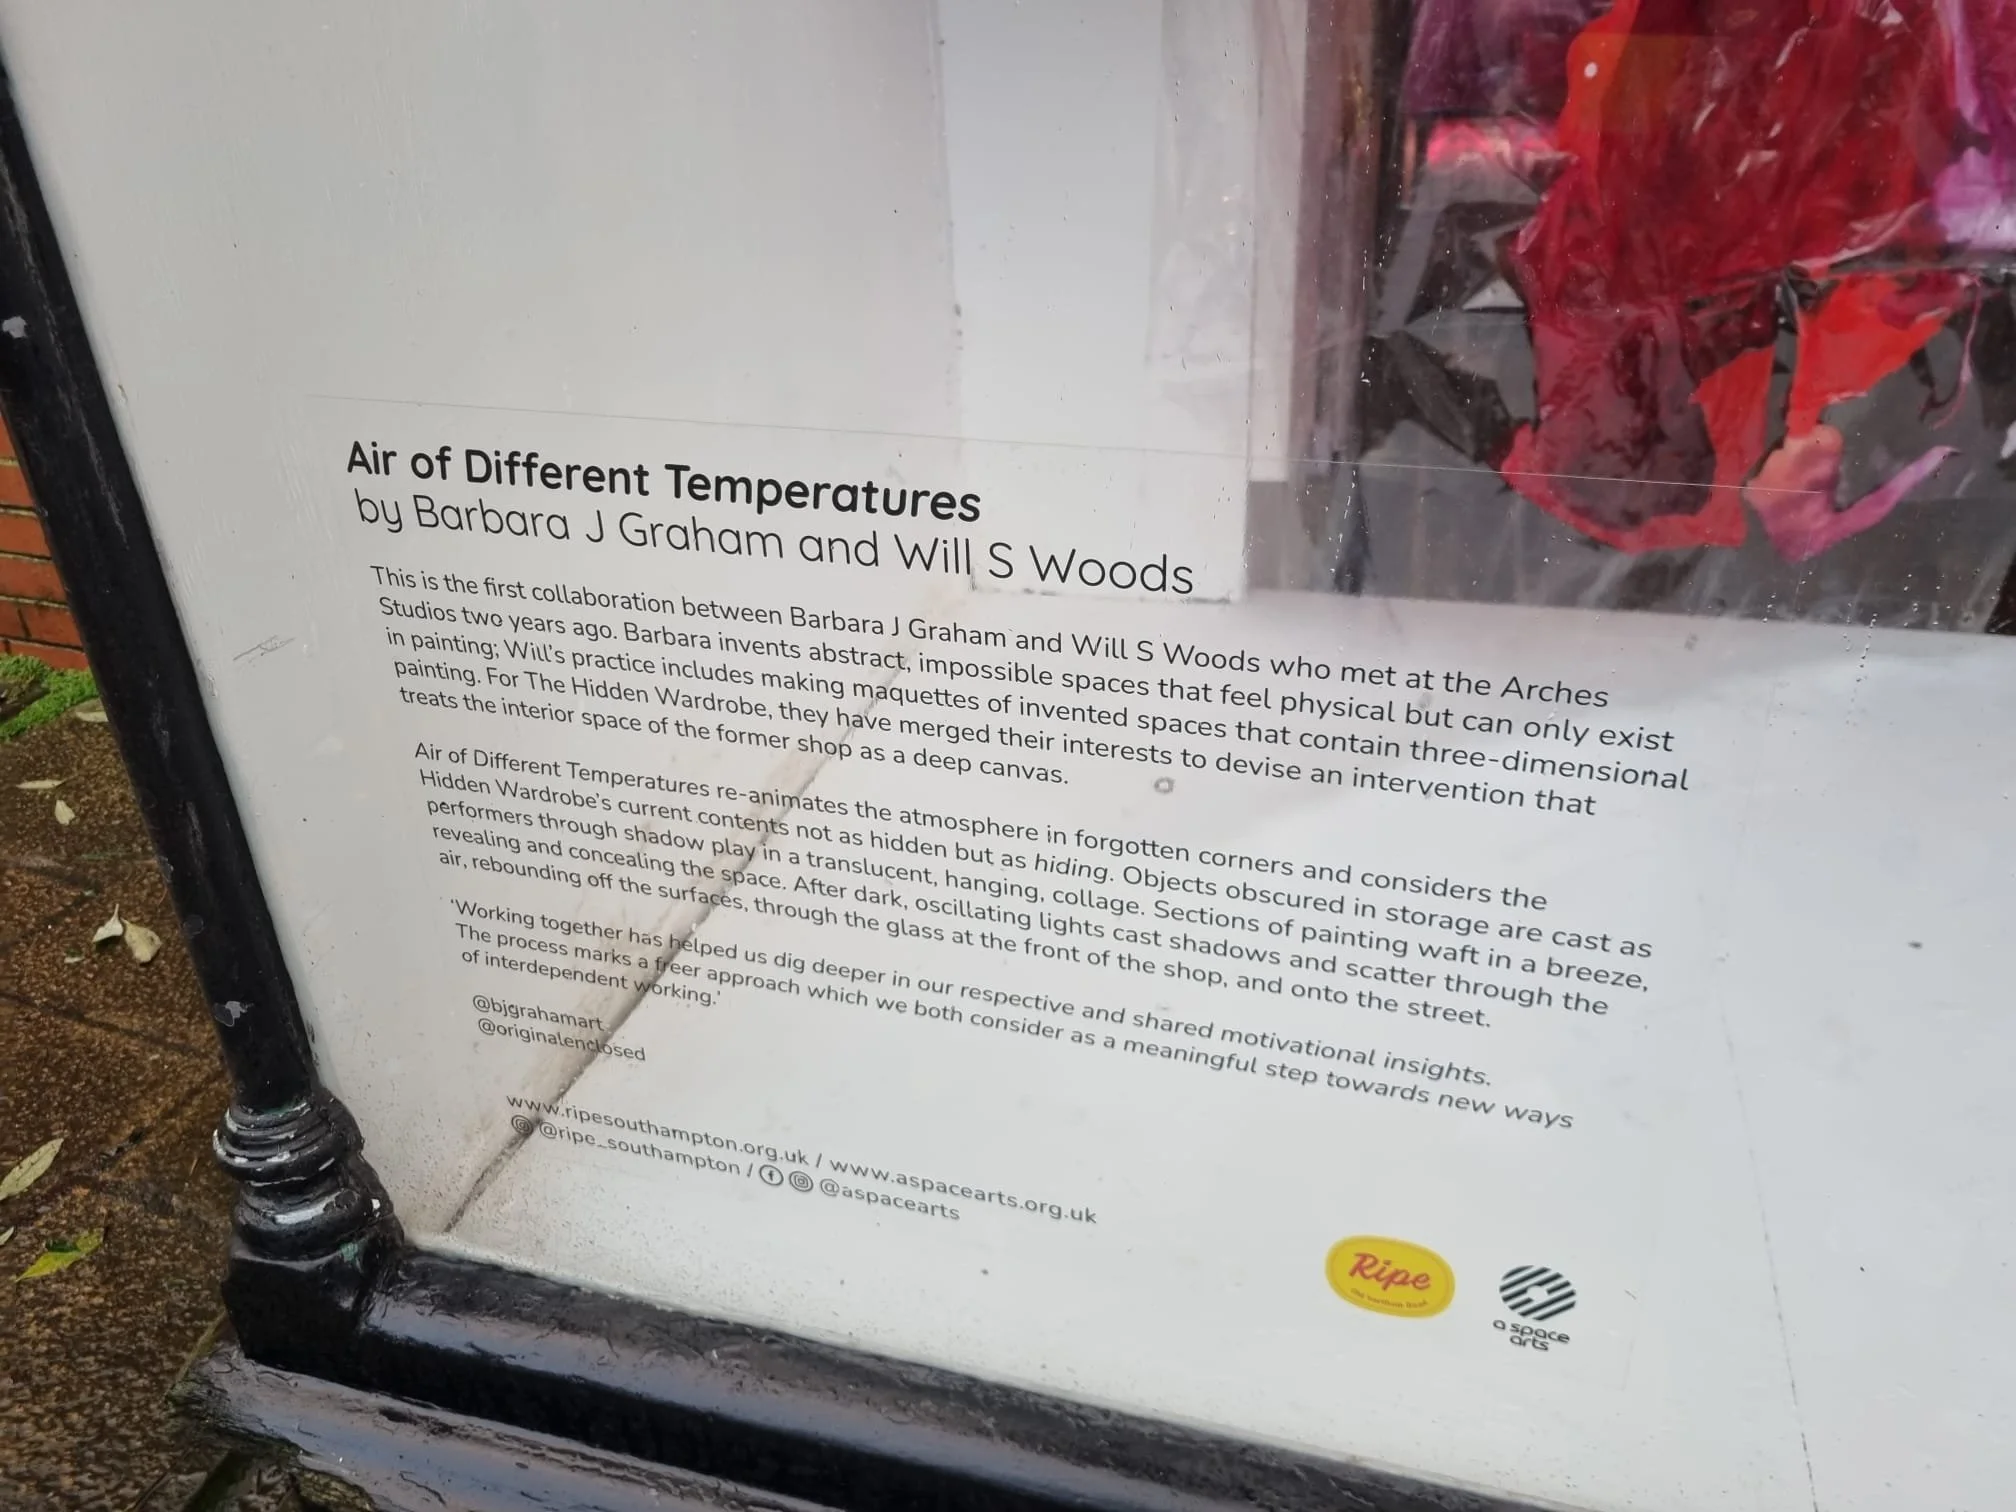 Air of Different Temperatures
by Barbara J Graham and Will S Woods
This is the first collaboration between Barbara J Graham and Will S Woods who met at the Arches
Studios two years ago. Barbara invents abstract, impossible spaces that feel physical but can only exist
in painting; Will's practice includes making maquettes of invented spaces that contain three-dimensional
painting. For The Hidden Wardrobe, they have merged their interests to devise an intervention that
treats the interior space of the former shop as a deep canvas.
Air of Different Temperatures re-animates the atmosphere in forgotten corners and considers the
Hidden Wardrobe's current contents not as hidden but as hiding. Objects obscured in storage are cast as
performers through shadow play in a translucent, hanging, collage. Sections of painting waft in a breeze,
revealing and concealing the space. After dark, oscillating lights cast shadows and scatter through the
air, rebounding off the surfaces, through the glass at the front of the shop, and onto the street.
'Working together has helped us dig deeper in our respective and shared motivational insights.
The process marks a freer approach which we both consider as a meaningful step towards new ways
of interdependent working.'
@bjgrahamart
@originalenclosed
www.ripesouthampton.org.uk / www.aspacearts.org.uk
@ripe_southampton / @aspacearts
Ripe
a space
arts